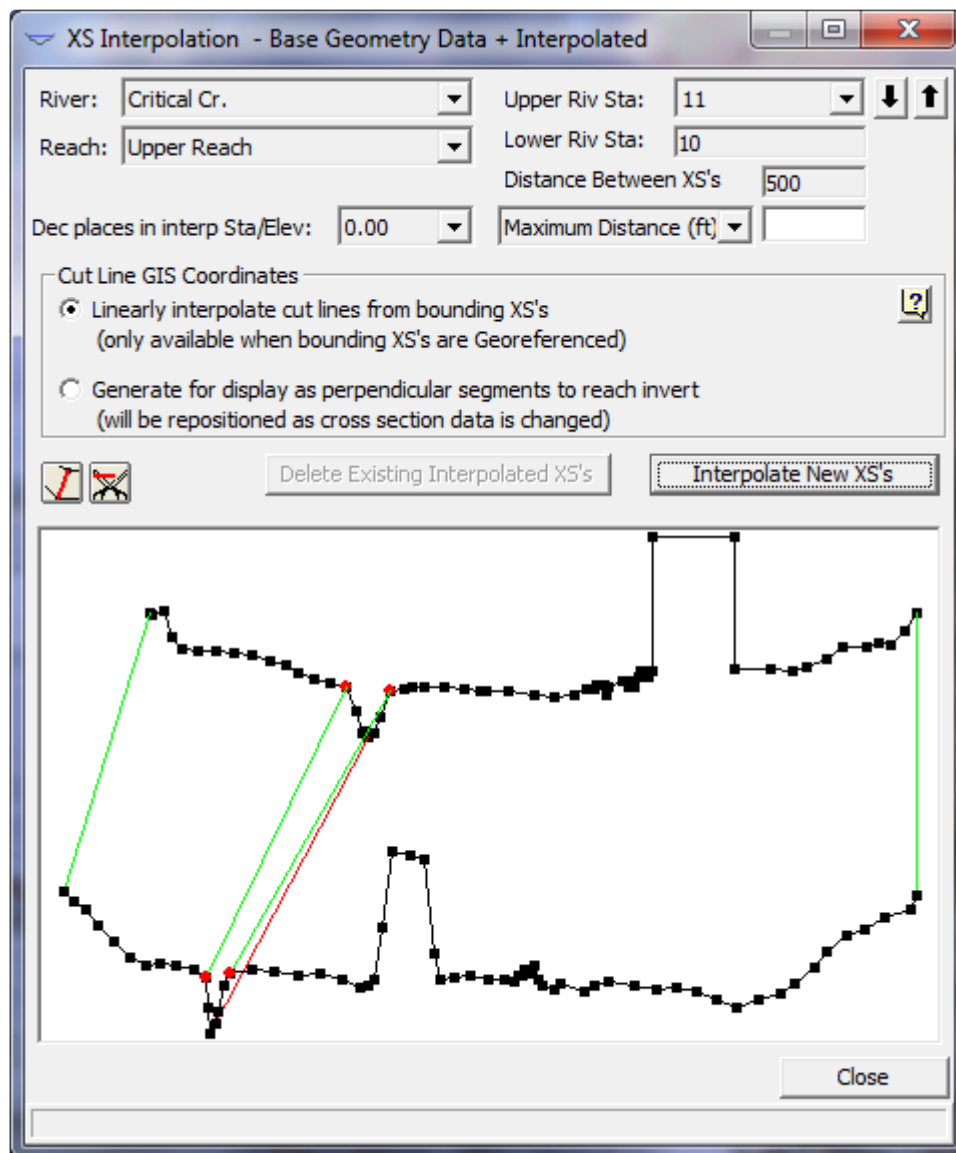 XS Interpolation - Base Geometry Data + Interpolated
River: Critical Cr. Upper Riv Sta: 11
Reach: Upper Reach Lower Riv Sta: 10
Distance Between XS's 500
Dec places in interp Sta/Elev: 0.00 Maximum Distance (ft)
Cut Line GIS Coordinates
Linearly interpolate cut lines from bounding XS's
(only available when bounding XS's are Georeferenced)
Generate for display as perpendicular segments to reach invert
(will be repositioned as cross section data is changed)
Delete Existing Interpolated XS's Interpolate New XS's
Close